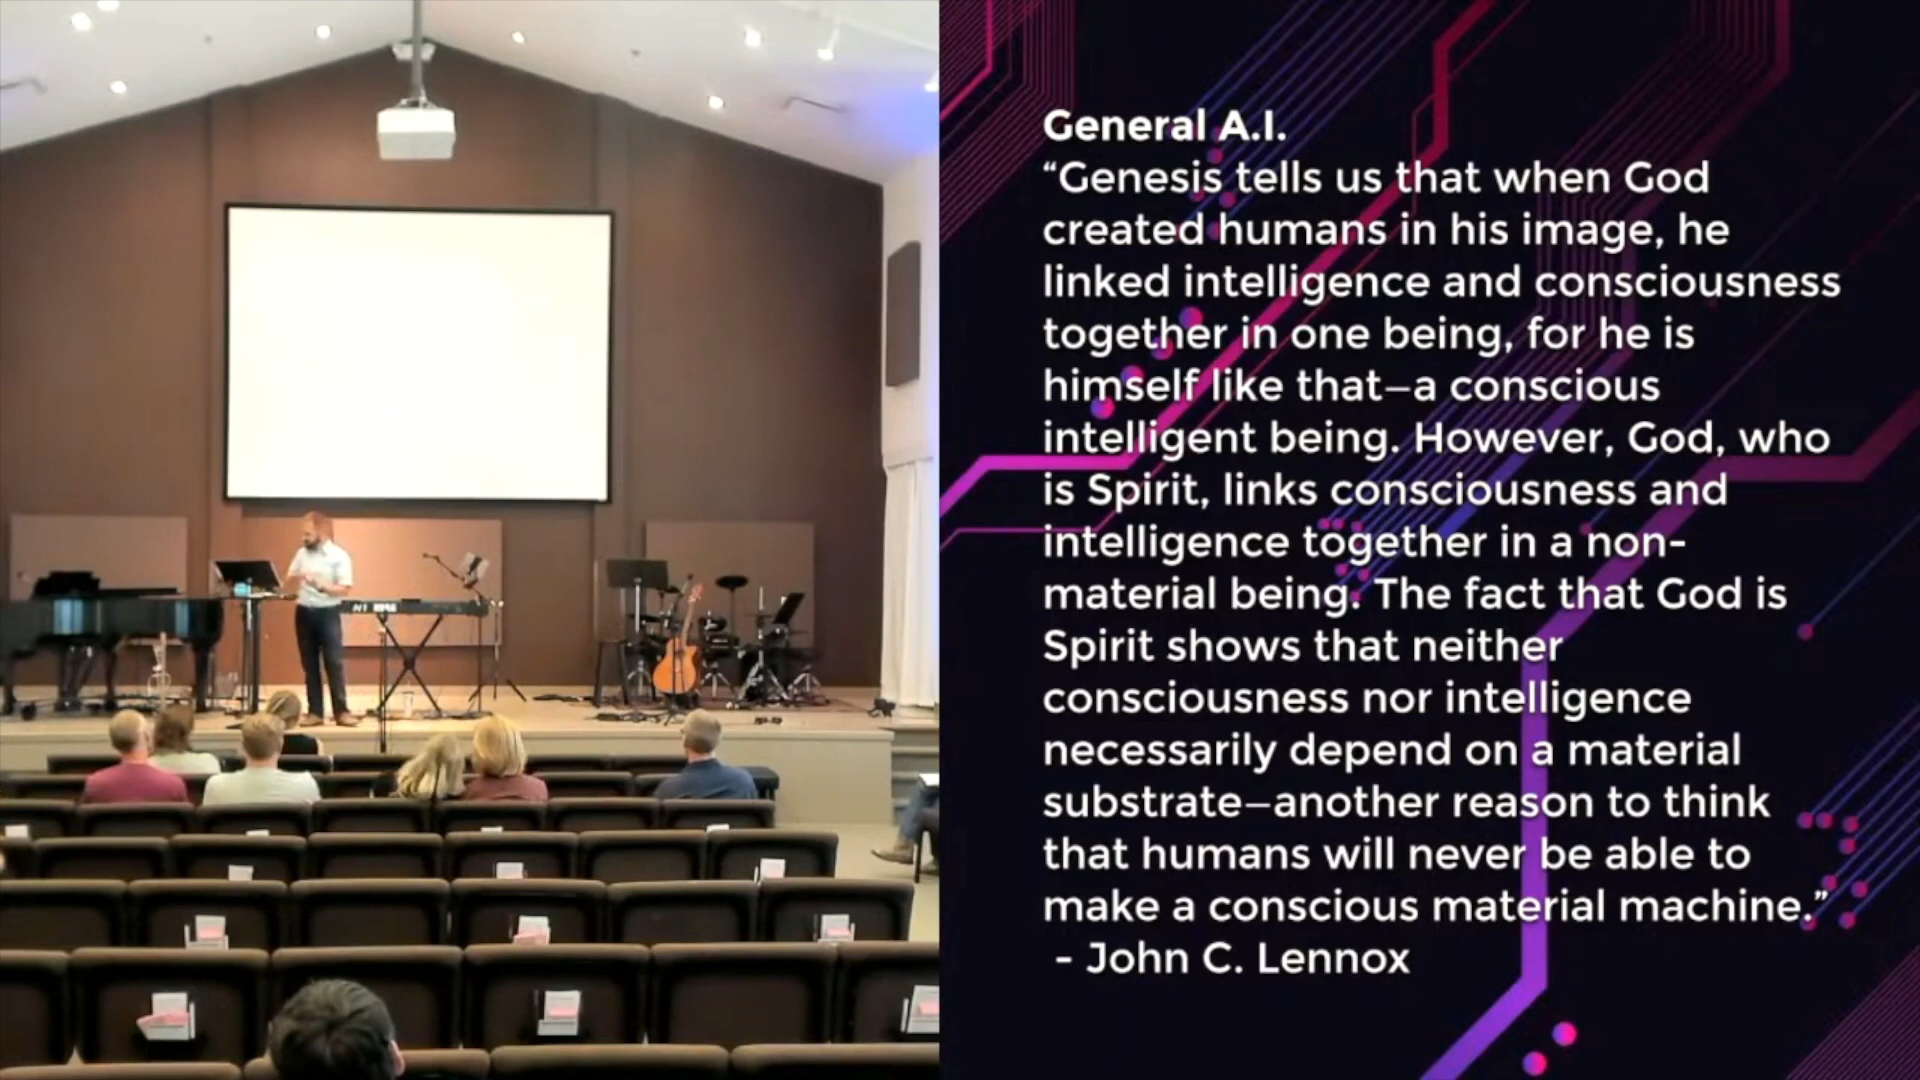 General A.I.
“Genesis tells us that when God
created humans in his image, he
linked intelligence and consciousness
together in one being, for he is
himself like that—a conscious
intelligent being. However, God, who
is Spirit, links consciousness and
intelligence together in a non-
material being. The fact that God is
Spirit shows that neither
consciousness nor intelligence
necessarily depend on a material
substrate—another reason to think
that humans will never be able to
make a conscious material machine.”
- John C. Lennox